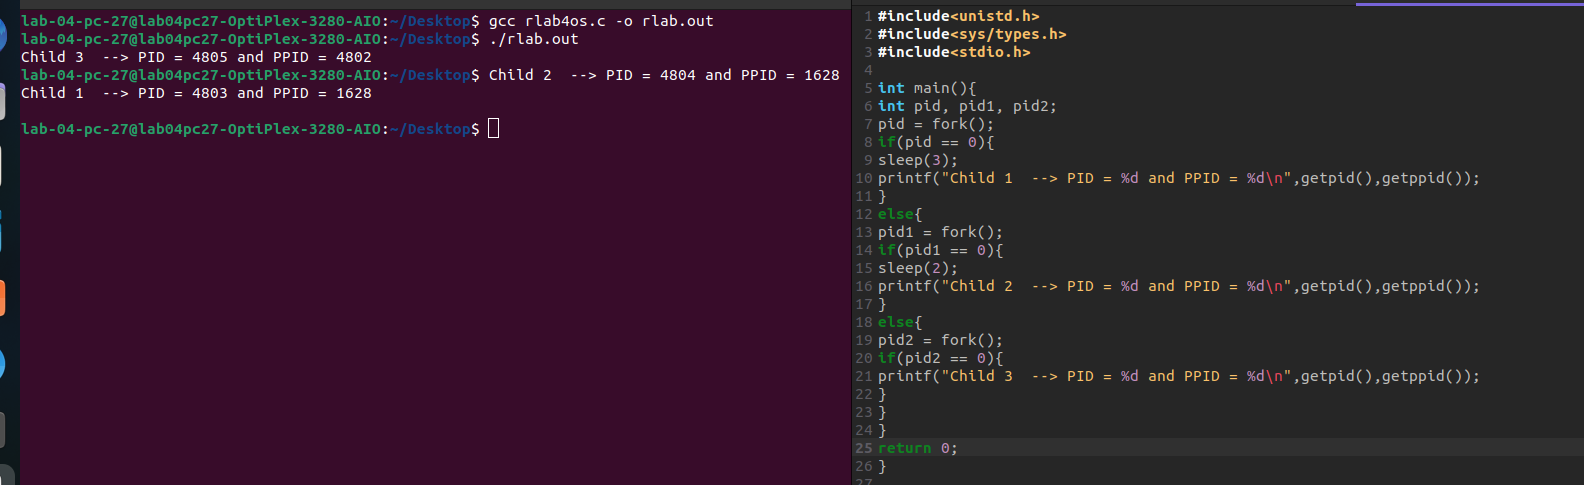 lab-04-pc-27@lab04pc27-OptiPlex-3280-AIO:~/Desktop$ gcc rlab4os.c -o rlab.out
lab-04-pc-27@lab04pc27-OptiPlex-3280-AIO:~/Desktop$ ./rlab.out
Child 3  --> PID = 4805 and PPID = 4802
lab-04-pc-27@lab04pc27-OptiPlex-3280-AIO:~/Desktop$ Child 2  --> PID = 4804 and PPID = 1628
Child 1  --> PID = 4803 and PPID = 1628
lab-04-pc-27@lab04pc27-OptiPlex-3280-AIO:~/Desktop$
1 #include<unistd.h>
2 #include<sys/types.h>
3 #include<stdio.h>
4
5 int main(){
6 int pid, pid1, pid2;
7 pid = fork();
8 if(pid == 0){
9 sleep(3);
10 printf("Child 1  --> PID = %d and PPID = %d\n",getpid(),getppid());
11 }
12 else{
13 pid1 = fork();
14 if(pid1 == 0){
15 sleep(2);
16 printf("Child 2  --> PID = %d and PPID = %d\n",getpid(),getppid());
17 }
18 else{
19 pid2 = fork();
20 if(pid2 == 0){
21 printf("Child 3  --> PID = %d and PPID = %d\n",getpid(),getppid());
22 }
23 }
24 }
25 return 0;
26 }
27